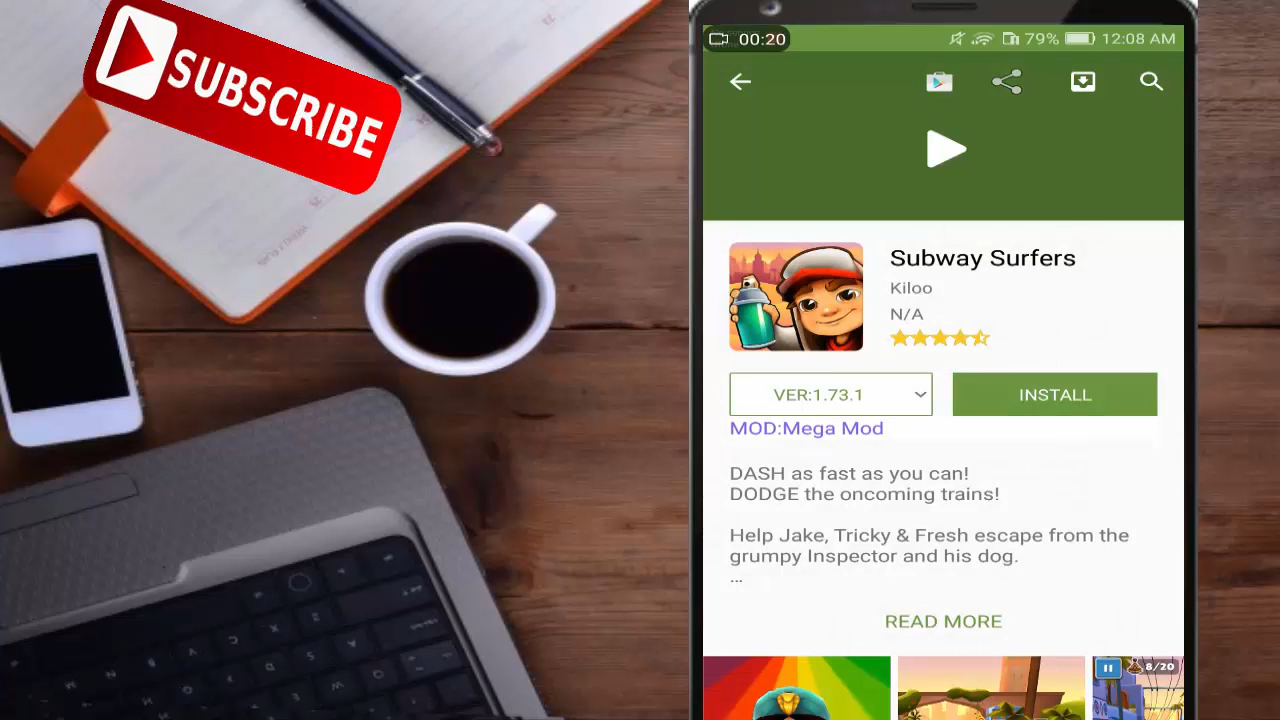 SUBSCRIBE
00:20
79%
12:08 AM
Subway Surfers
Kiloo
N/A
VER:1.73.1
INSTALL
MOD:Mega Mod
DASH as fast as you can!
DODGE the oncoming trains!
Help Jake, Tricky & Fresh escape from the
grumpy Inspector and his dog.
...
READ MORE
8/20